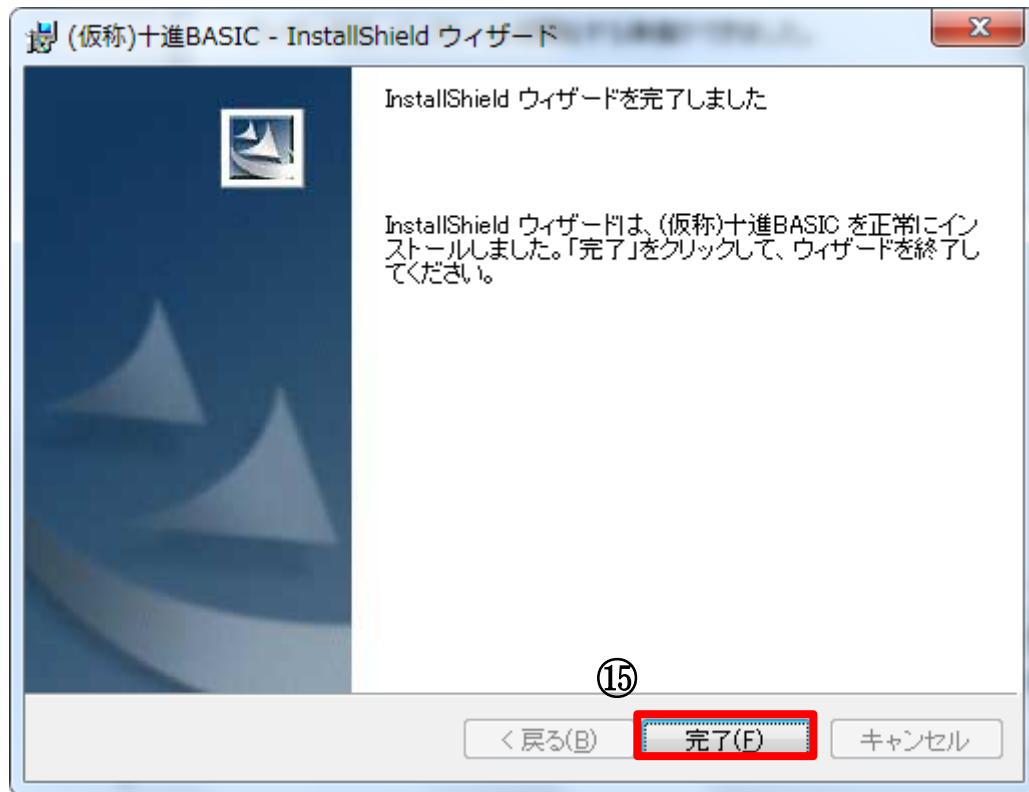 (仮称)十進BASIC - InstallShield ウィザード
InstallShield ウィザードを完了しました
InstallShield ウィザードは、(仮称)十進BASIC を正常にイン
ストールしました。「完了」をクリックして、ウィザードを終了し
てください。
⑮
< 戻る(B) 完了(F) キャンセル